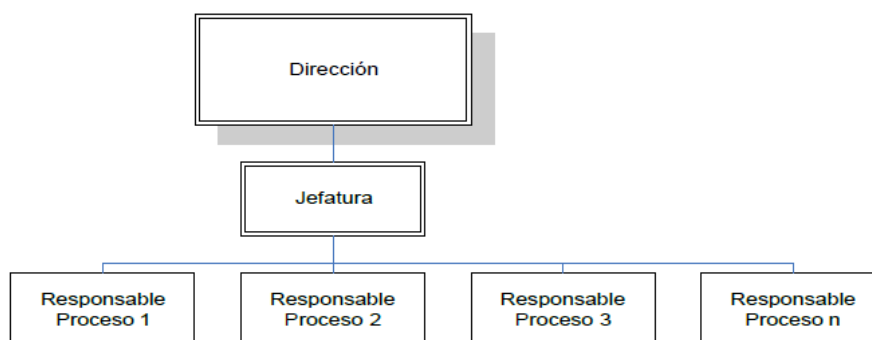 Dirección
Jefatura
Responsable
Proceso 1
Responsable
Proceso 2
Responsable
Proceso 3
Responsable
Proceso n